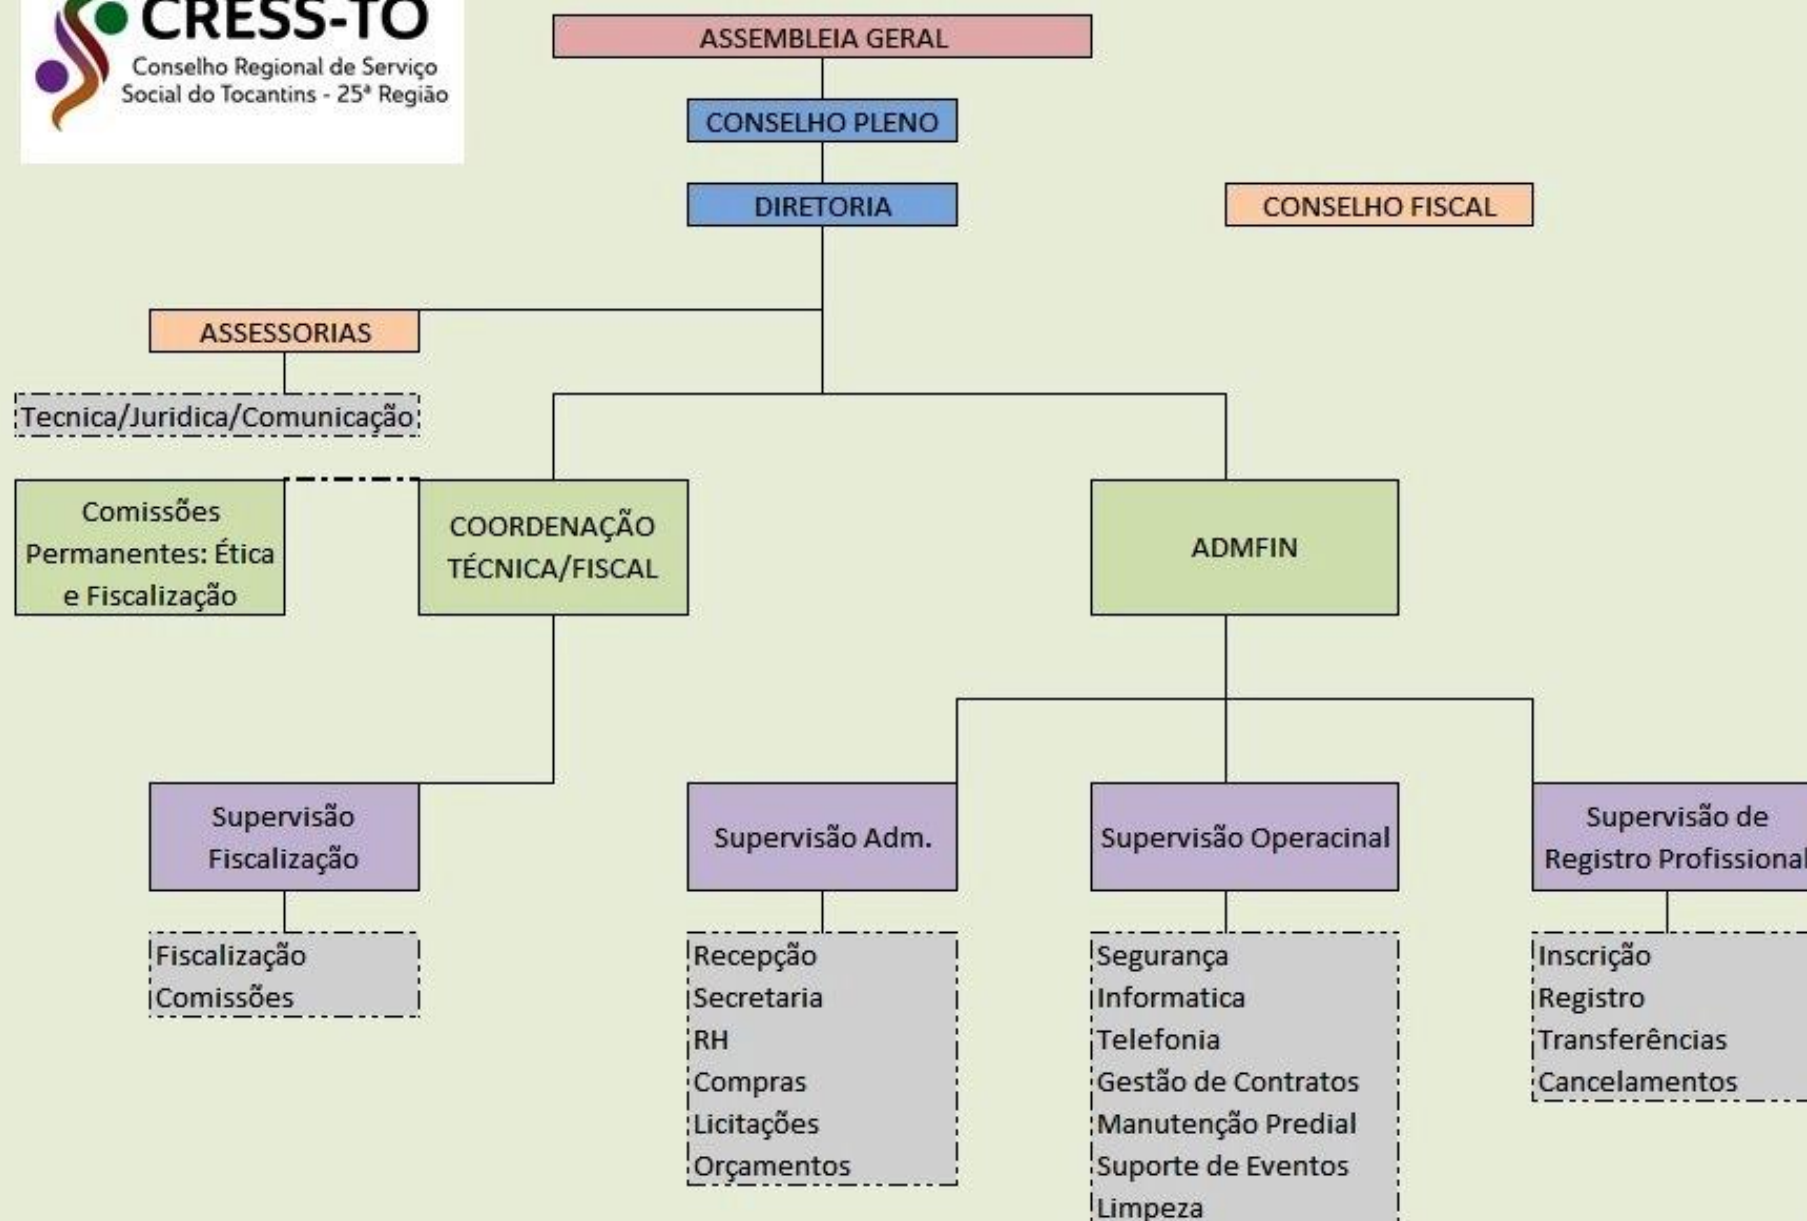 CRESS-TO
Conselho Regional de Serviço
Social do Tocantins - 25ª Região
ASSEMBLEIA GERAL
CONSELHO PLENO
DIRETORIA
CONSELHO FISCAL
ASSESSORIAS
Tecnica/Juridica/Comunicação
Comissões
Permanentes: Ética
e Fiscalização
COORDENAÇÃO
TÉCNICA/FISCAL
ADMFIN
Supervisão
Fiscalização
Supervisão Adm.
Supervisão Operacinal
Supervisão de
Registro Profissional
Fiscalização
Comissões
Recepção
Secretaria
RH
Compras
Licitações
Orçamentos
Segurança
Informatica
Telefonia
Gestão de Contratos
Manutenção Predial
Suporte de Eventos
Limpeza
Inscrição
Registro
Transferências
Cancelamentos